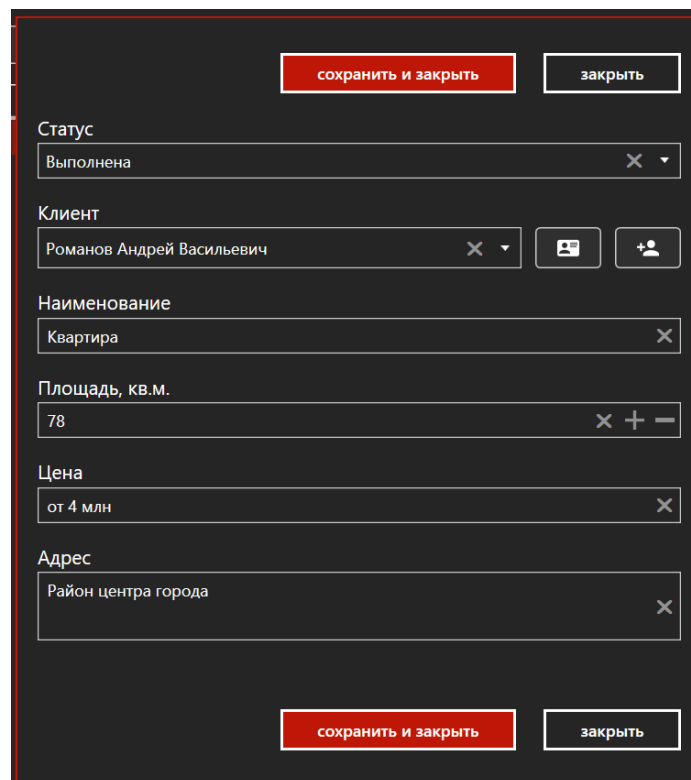 сохранить и закрыть закрыть
Статус
Выполнена
Клиент
Романов Андрей Васильевич
Наименование
Квартира
Площадь, кв.м.
78
Цена
от 4 млн
Адрес
Район центра города
сохранить и закрыть закрыть